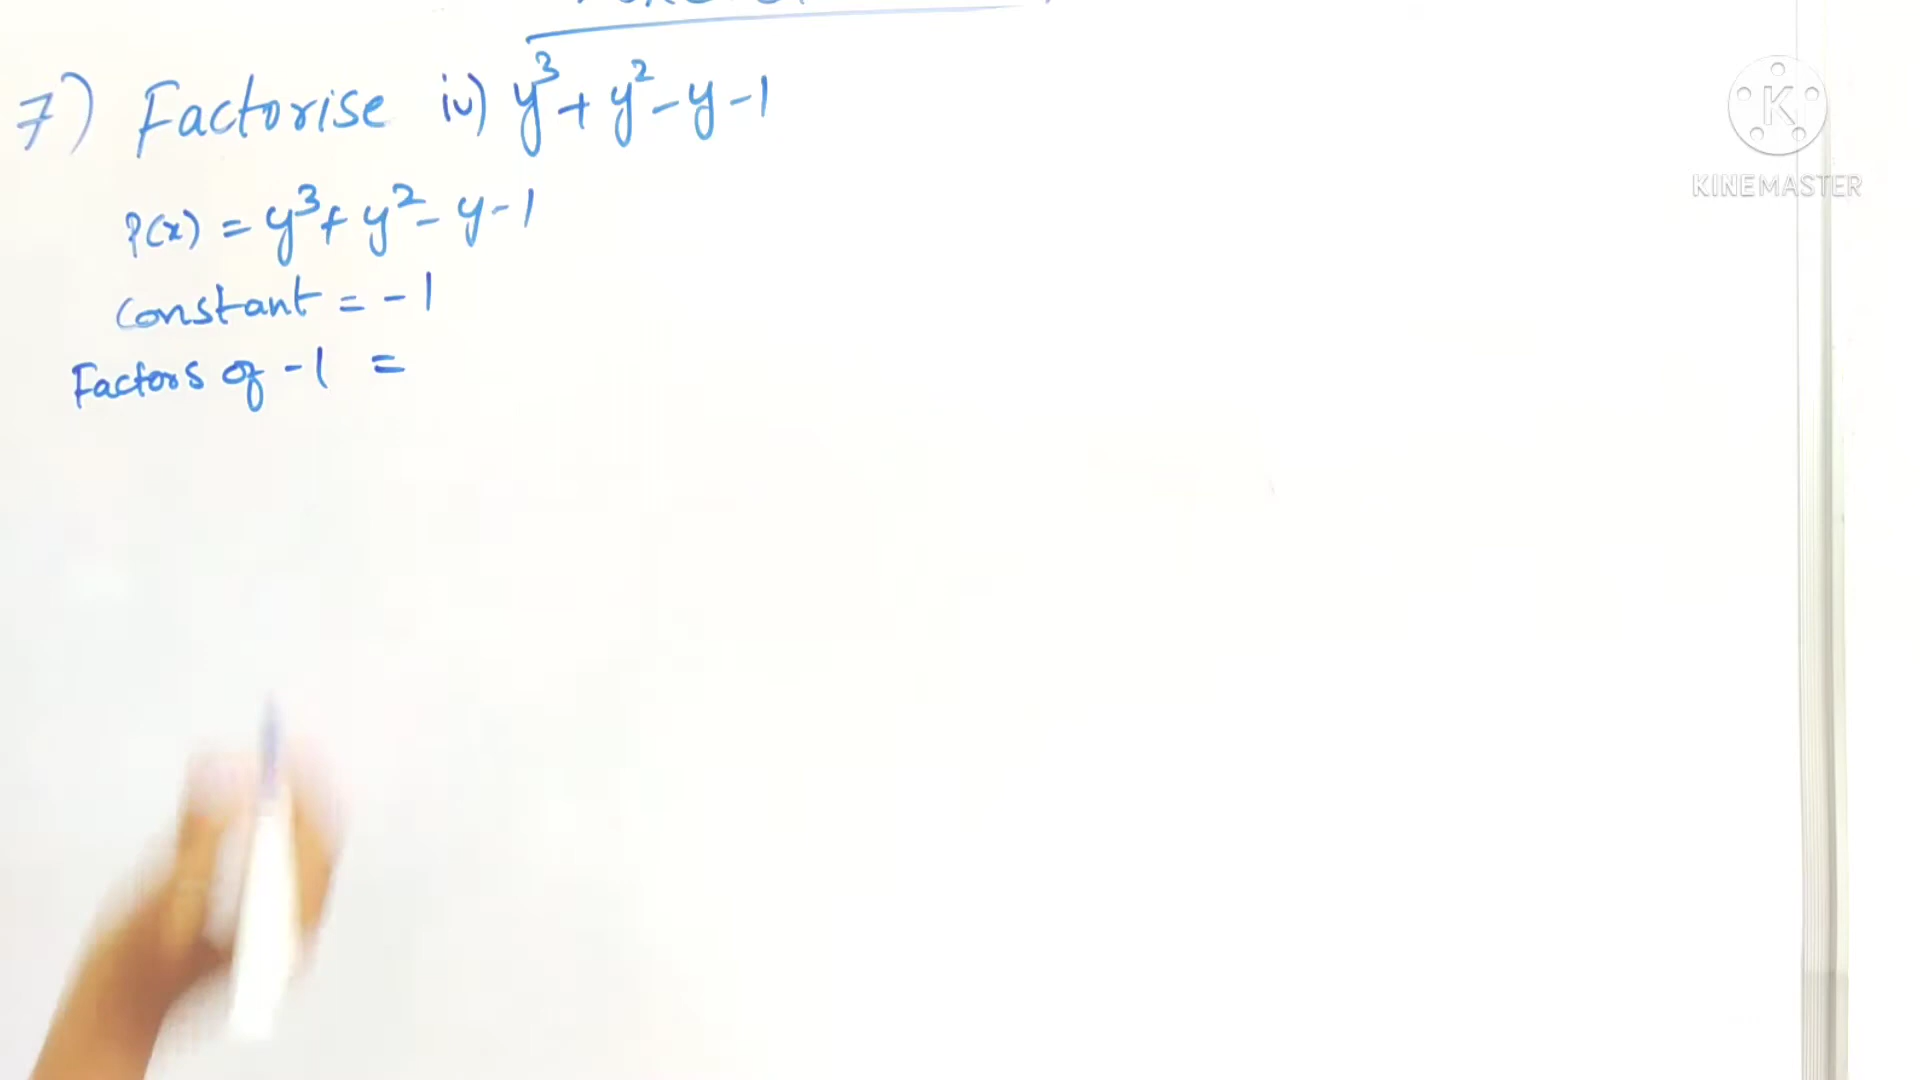 7) Factorise iv) y³ + y² - y - 1
KINEMASTER
P(x) = y³ + y² - y - 1
Constant = - 1
Factors of - 1 =